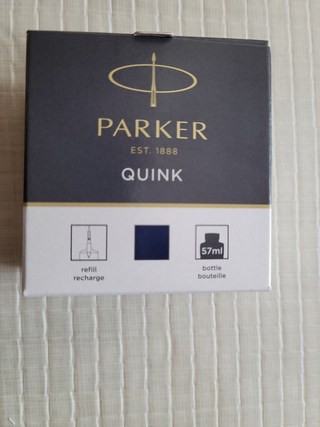 PARKER
EST. 1888
QUINK
refill
recharge
57ml
bottle
bouteille